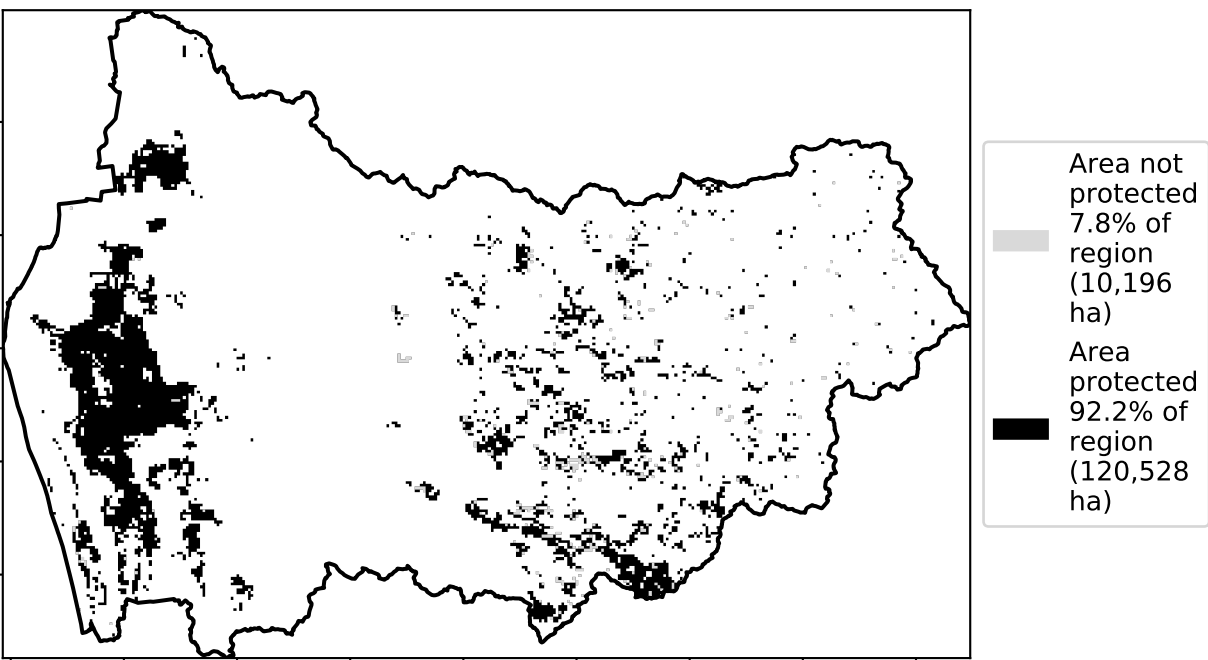 Area not
protected
7.8% of
region
(10,196
ha)
Area
protected
92.2% of
region
(120,528
ha)